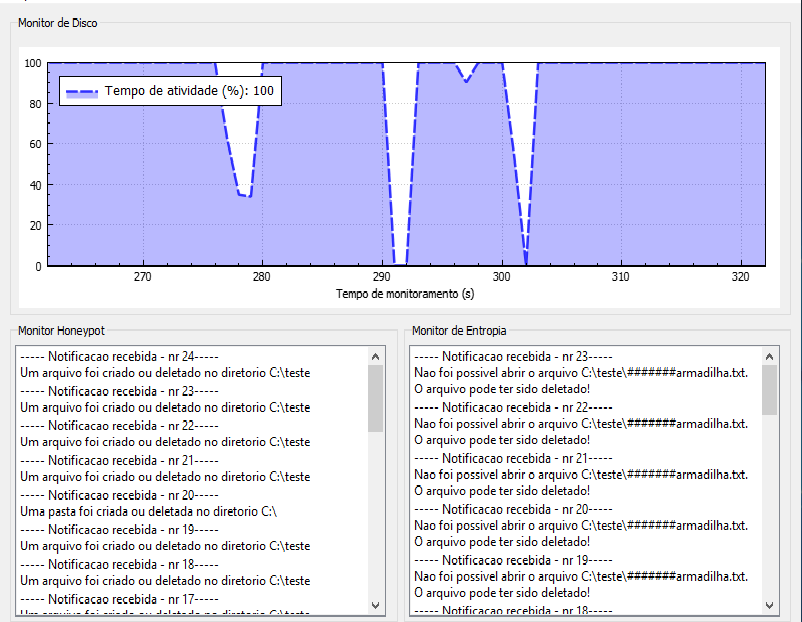 Monitor de Disco
100
80
60
40
20
0
Tempo de atividade (%): 100
270
280
290
300
310
320
Tempo de monitoramento (s)
Monitor Honeypot
----- Notificacao recebida - nr 24-----
Um arquivo foi criado ou deletado no diretorio C:\teste
----- Notificacao recebida - nr 23-----
Um arquivo foi criado ou deletado no diretorio C:\teste
----- Notificacao recebida - nr 22-----
Um arquivo foi criado ou deletado no diretorio C:\teste
----- Notificacao recebida - nr 21-----
Um arquivo foi criado ou deletado no diretorio C:\teste
----- Notificacao recebida - nr 20-----
Uma pasta foi criada ou deletada no diretorio C:\
----- Notificacao recebida - nr 19-----
Um arquivo foi criado ou deletado no diretorio C:\teste
----- Notificacao recebida - nr 18-----
Um arquivo foi criado ou deletado no diretorio C:\teste
----- Notificacao recebida - nr 17-----
Um arquivo foi criado ou deletado no diretorio C:\teste
Monitor de Entropia
----- Notificacao recebida - nr 23-----
Nao foi possivel abrir o arquivo C:\teste\#######armadilha.txt.
O arquivo pode ter sido deletado!
----- Notificacao recebida - nr 22-----
Nao foi possivel abrir o arquivo C:\teste\#######armadilha.txt.
O arquivo pode ter sido deletado!
----- Notificacao recebida - nr 21-----
Nao foi possivel abrir o arquivo C:\teste\#######armadilha.txt.
O arquivo pode ter sido deletado!
----- Notificacao recebida - nr 20-----
Nao foi possivel abrir o arquivo C:\teste\#######armadilha.txt.
O arquivo pode ter sido deletado!
----- Notificacao recebida - nr 19-----
Nao foi possivel abrir o arquivo C:\teste\#######armadilha.txt.
O arquivo pode ter sido deletado!
----- Notificacao recebida - nr 18-----